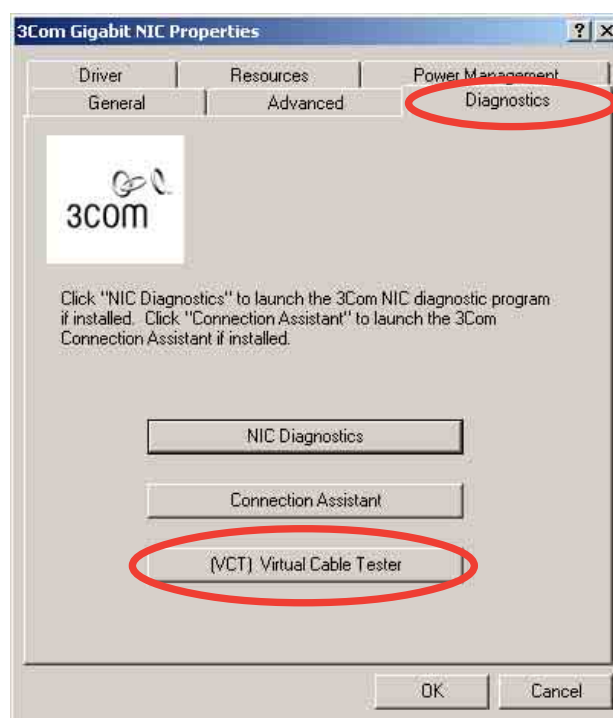 3Com Gigabit NIC Properties
Driver Resources Power Management
General Advanced Diagnostics
3COM
Click "NIC Diagnostics" to launch the 3Com NIC diagnostic program
if installed. Click "Connection Assistant" to launch the 3Com
Connection Assistant if installed.
NIC Diagnostics
Connection Assistant
(VCT) Virtual Cable Tester
OK Cancel